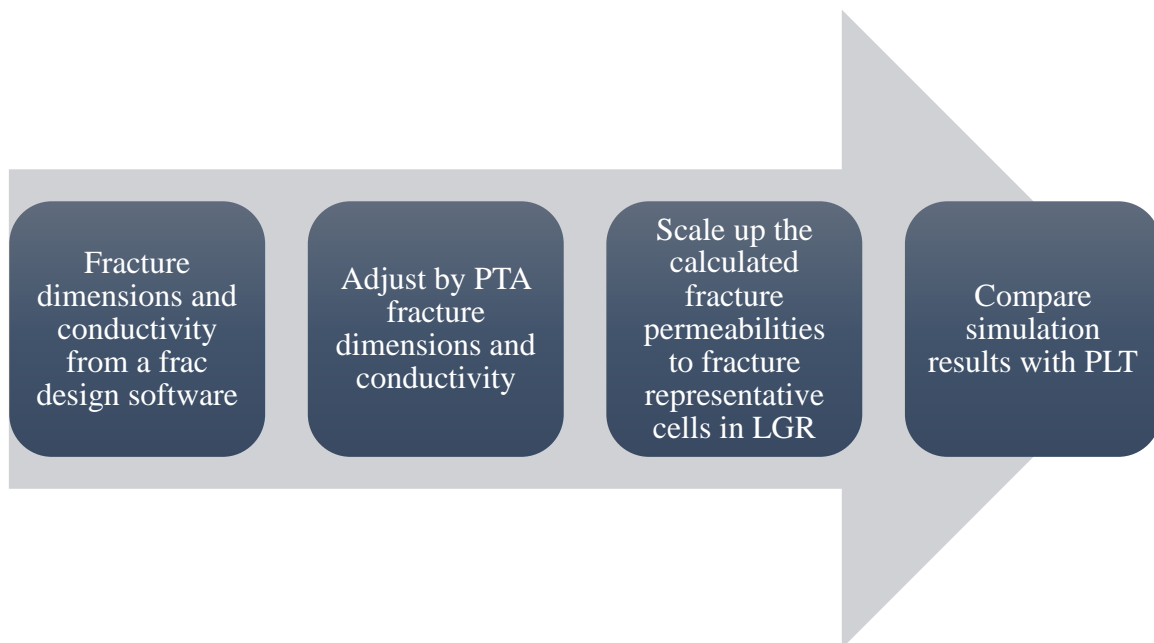 Fracture
dimensions and
conductivity
from a frac
design software
Adjust by PTA
fracture
dimensions and
conductivity
Scale up the
calculated
fracture
permeabilities
to fracture
representative
cells in LGR
Compare
simulation
results with PLT